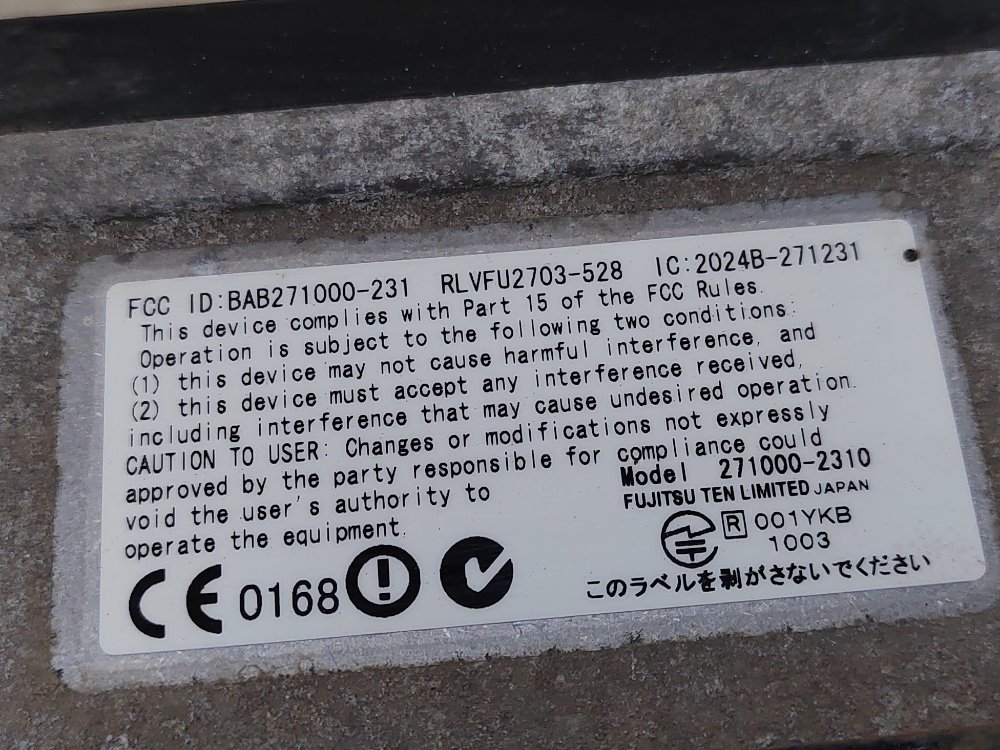 FCC ID:BAB271000-231 RLVFU2703-528 IC:2024B-271231
This device complies with Part 15 of the FCC Rules.
Operation is subject to the following two conditions:
(1) this device may not cause harmful interference, and
(2) this device must accept any interference received,
including interference that may cause undesired operation.
CAUTION TO USER: Changes or modifications not expressly
approved by the party responsible for compliance could
void the user's authority to
operate the equipment.
Model 271000-2310
FUJITSU TEN LIMITED JAPAN
R 001YKB
1003
CE 0168
このラベルを剥がさないでください